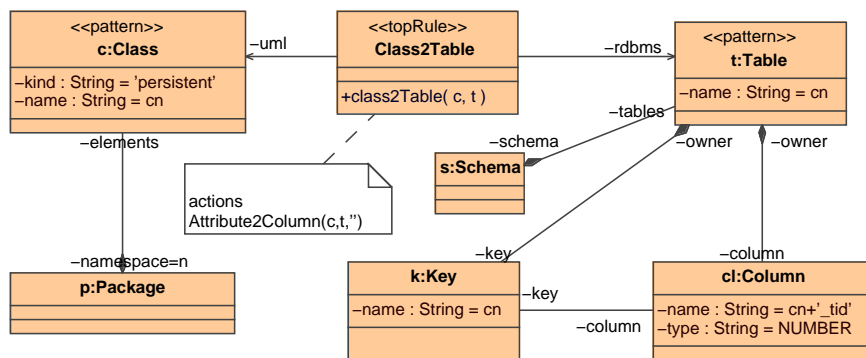 <<pattern>>
c:Class
−kind : String = 'persistent'
−name : String = cn
−uml
<<topRule>>
Class2Table
+class2Table( c, t )
−rdbms
<<pattern>>
t:Table
−name : String = cn
−elements
−tables
−schema
s:Schema
−owner
−owner
actions
Attribute2Column(c,t,'')
−namespace=n
p:Package
−key
−column
k:Key
−name : String = cn
−key
−column
cl:Column
−name : String = cn+'_tid'
−type : String = NUMBER